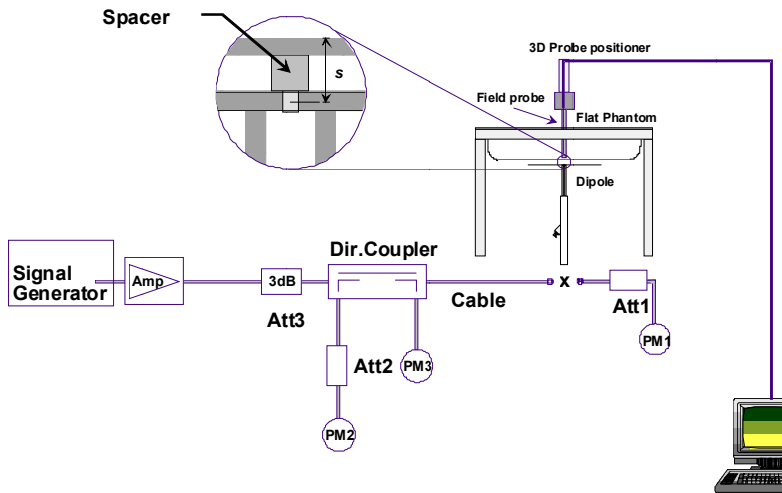 Spacer
s
3D Probe positioner
Field probe
Flat Phantom
Dipole
Signal
Generator
Amp
3dB
Att3
Dir.Coupler
Cable
x
Att1
PM1
Att2
PM3
PM2